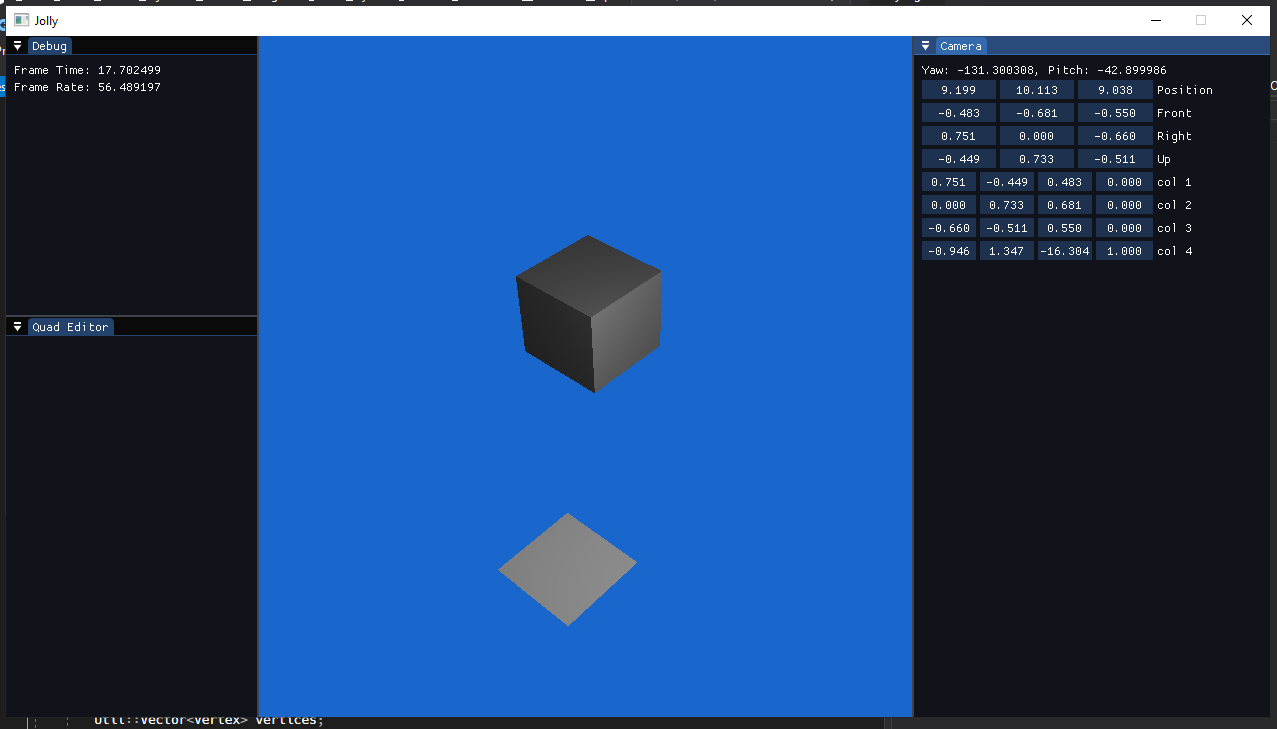 Jolly
Debug
Frame Time: 17.702499
Frame Rate: 56.489197
Quad Editor
Camera
Yaw: -131.300308, Pitch: -42.899986
9.199 10.113 9.038 Position
-0.483 -0.681 -0.550 Front
0.751 0.000 -0.660 Right
-0.449 0.733 -0.511 Up
0.751 -0.449 0.483 0.000 col 1
0.000 0.733 0.681 0.000 col 2
-0.660 -0.511 0.550 0.000 col 3
-0.946 1.347 -16.304 1.000 col 4
Util::Vector<Vertex> vertices;